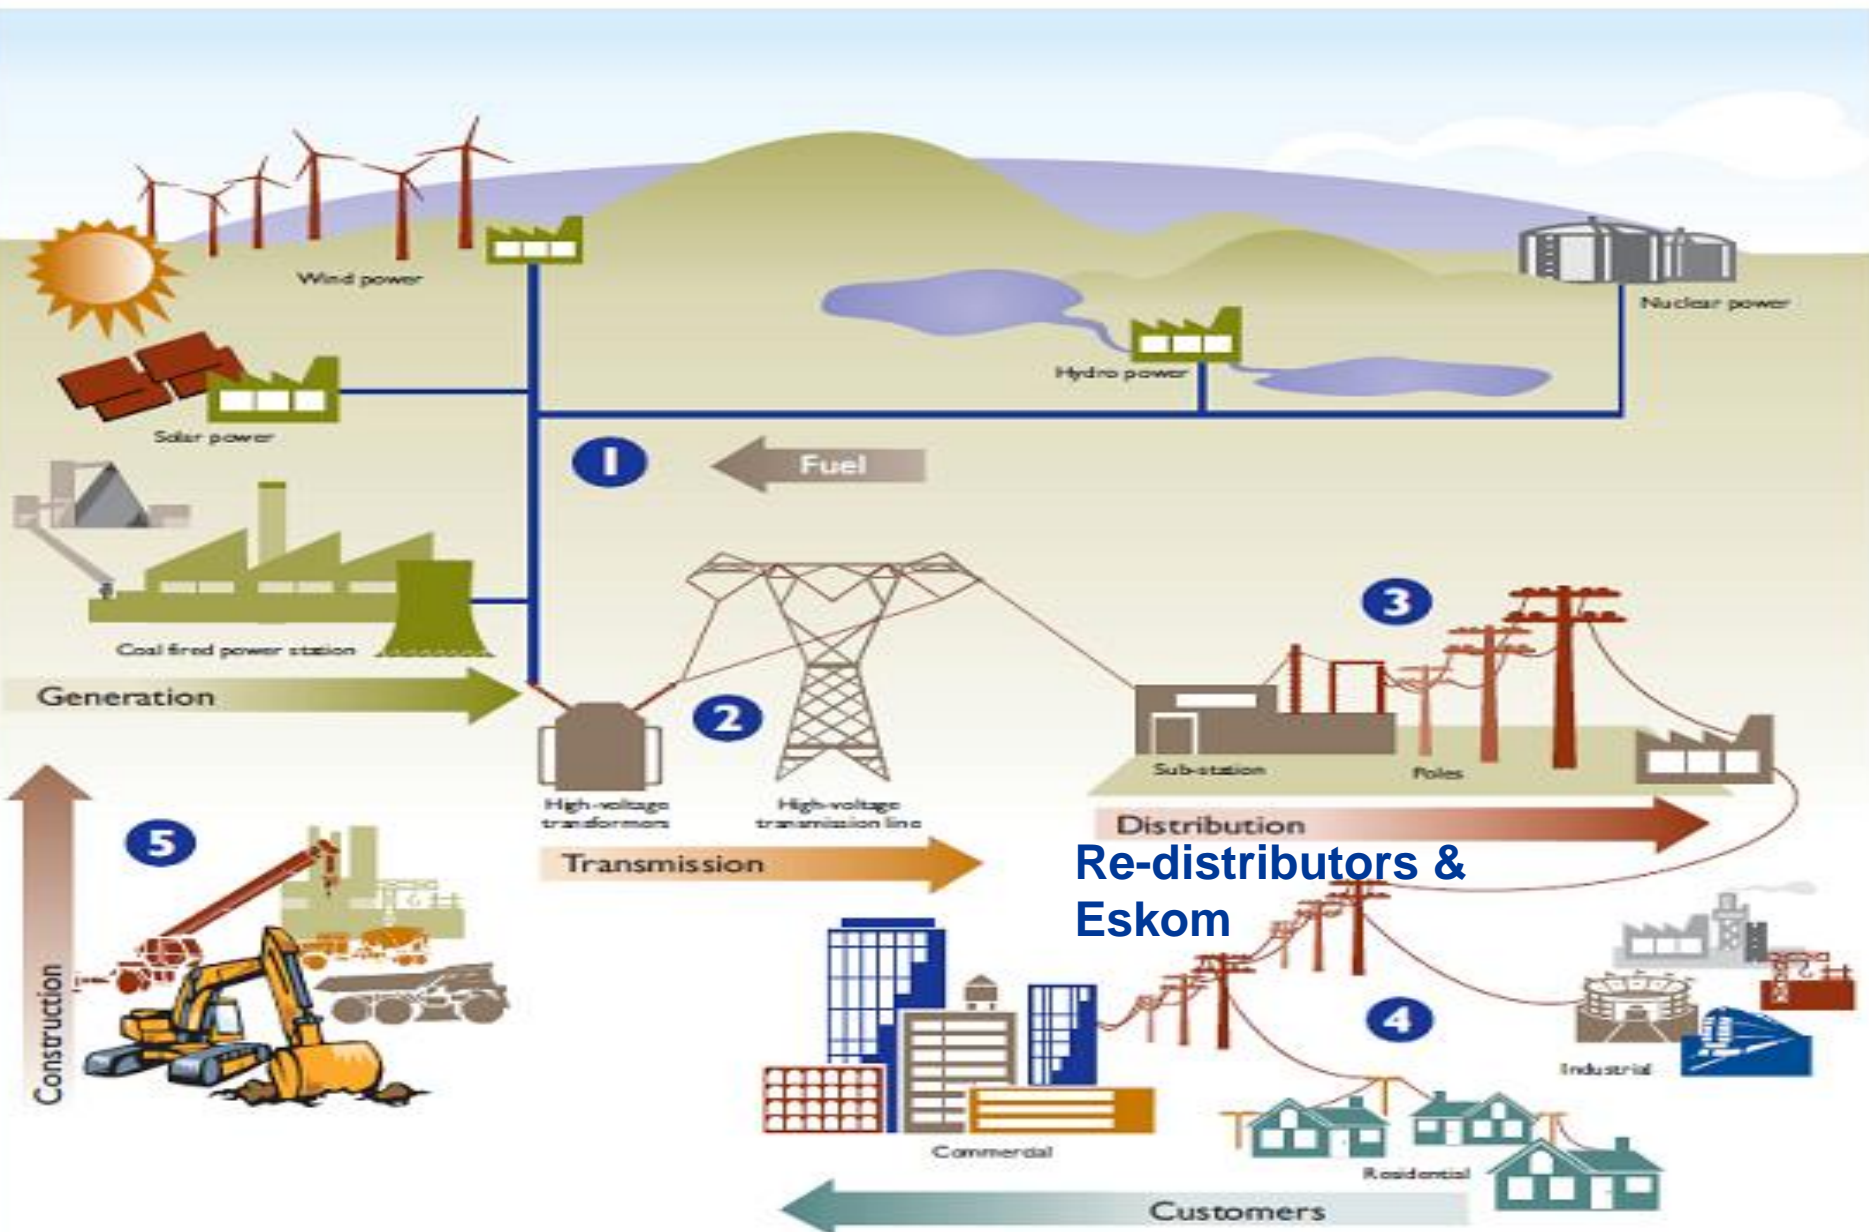 Wind power
Nuclear power
Hydro power
Solar power
1
Fuel
3
Coal fired power station
Generation
2
Sub-station
Poles
High-voltage
transformers
High-voltage
transmission line
Distribution
5
Transmission
Re-distributors &
Eskom
Construction
4
Industrial
Commercial
Residential
Customers